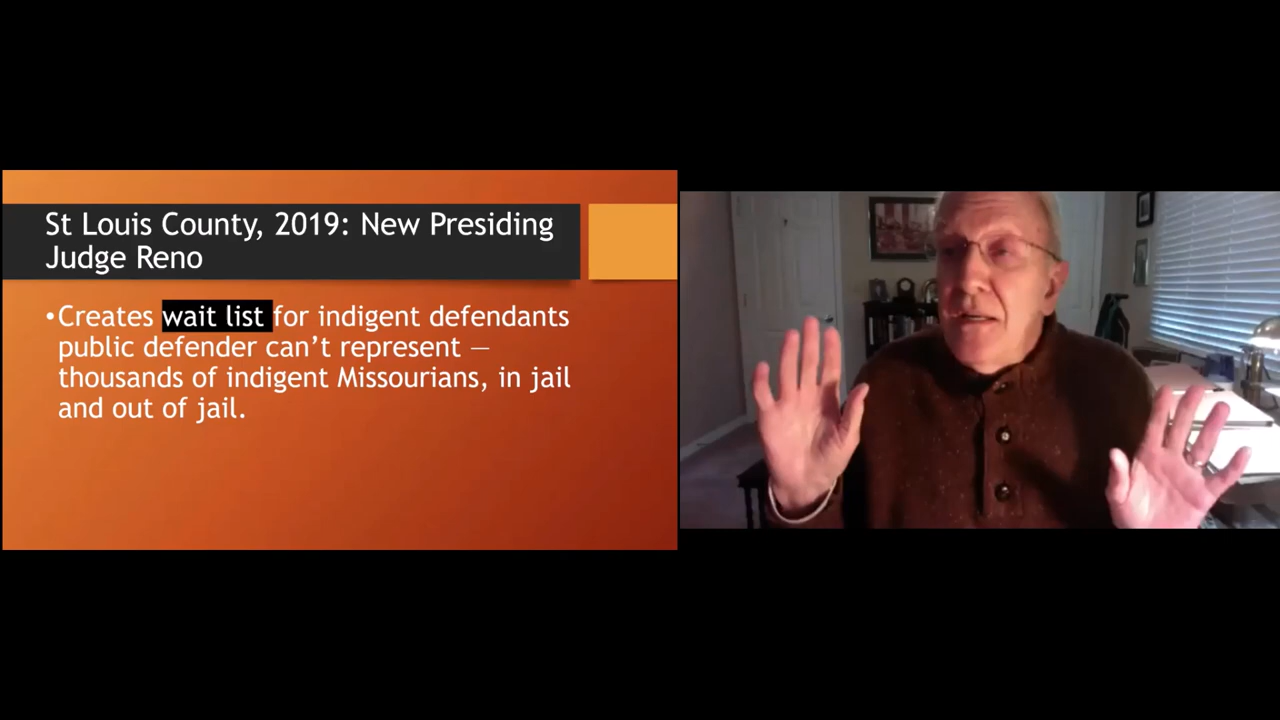 St Louis County, 2019: New Presiding
Judge Reno
•Creates wait list for indigent defendants
public defender can’t represent —
thousands of indigent Missourians, in jail
and out of jail.